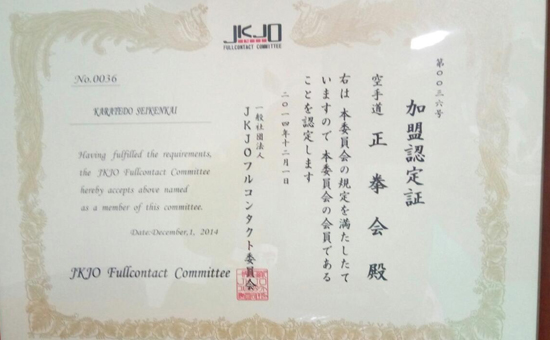 JKJO
FULLCONTACT COMMITTEE
No.0036
KARATEDO SEIKENKAI
Having fulfilled the requirements,
the JKJO Fullcontact Committee
hereby accepts above named
as a member of this committee.
Date/December,1, 2014
JKJO Fullcontact Committee
第〇〇三六号
加盟認定証
空手道 正拳会 殿
右は 本委員会の規定を満たして
いますので 本委員会の会員である
ことを認定します
二〇一四年十二月一日
一般社団法人
JKJOフルコンタクト委員会